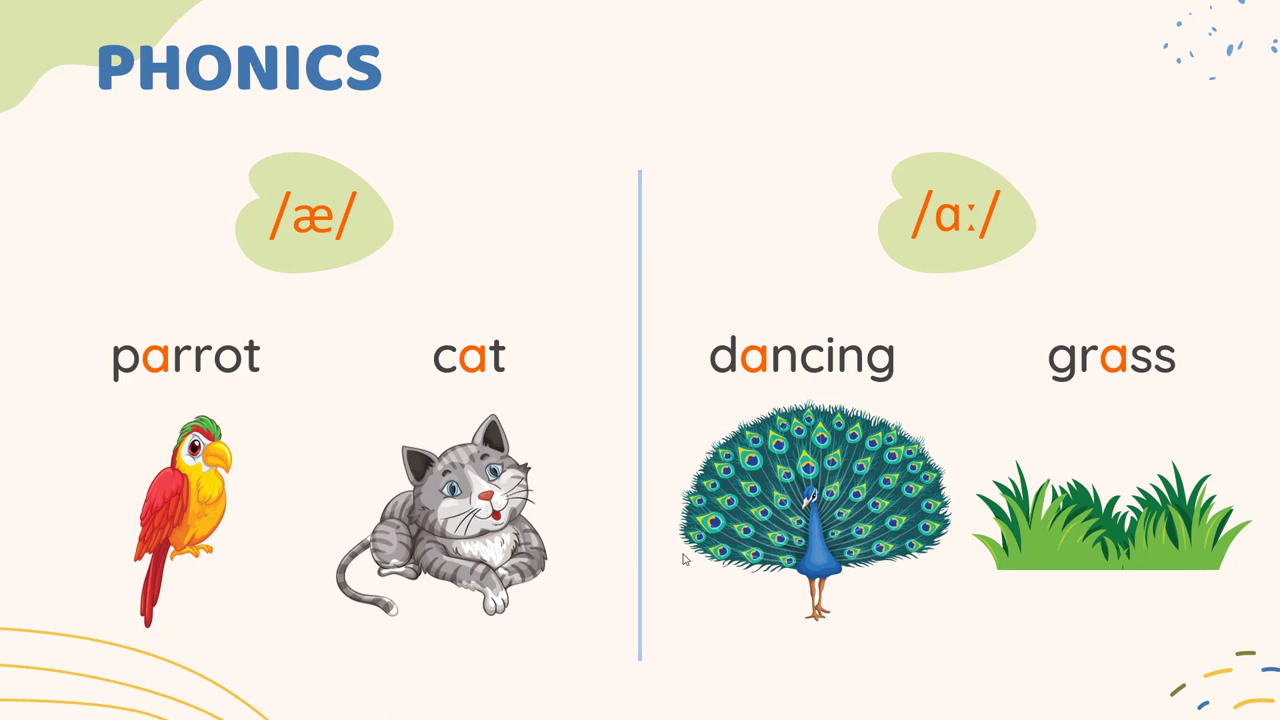 PHONICS
/æ/
/ɑː/
parrot
cat
dancing
grass